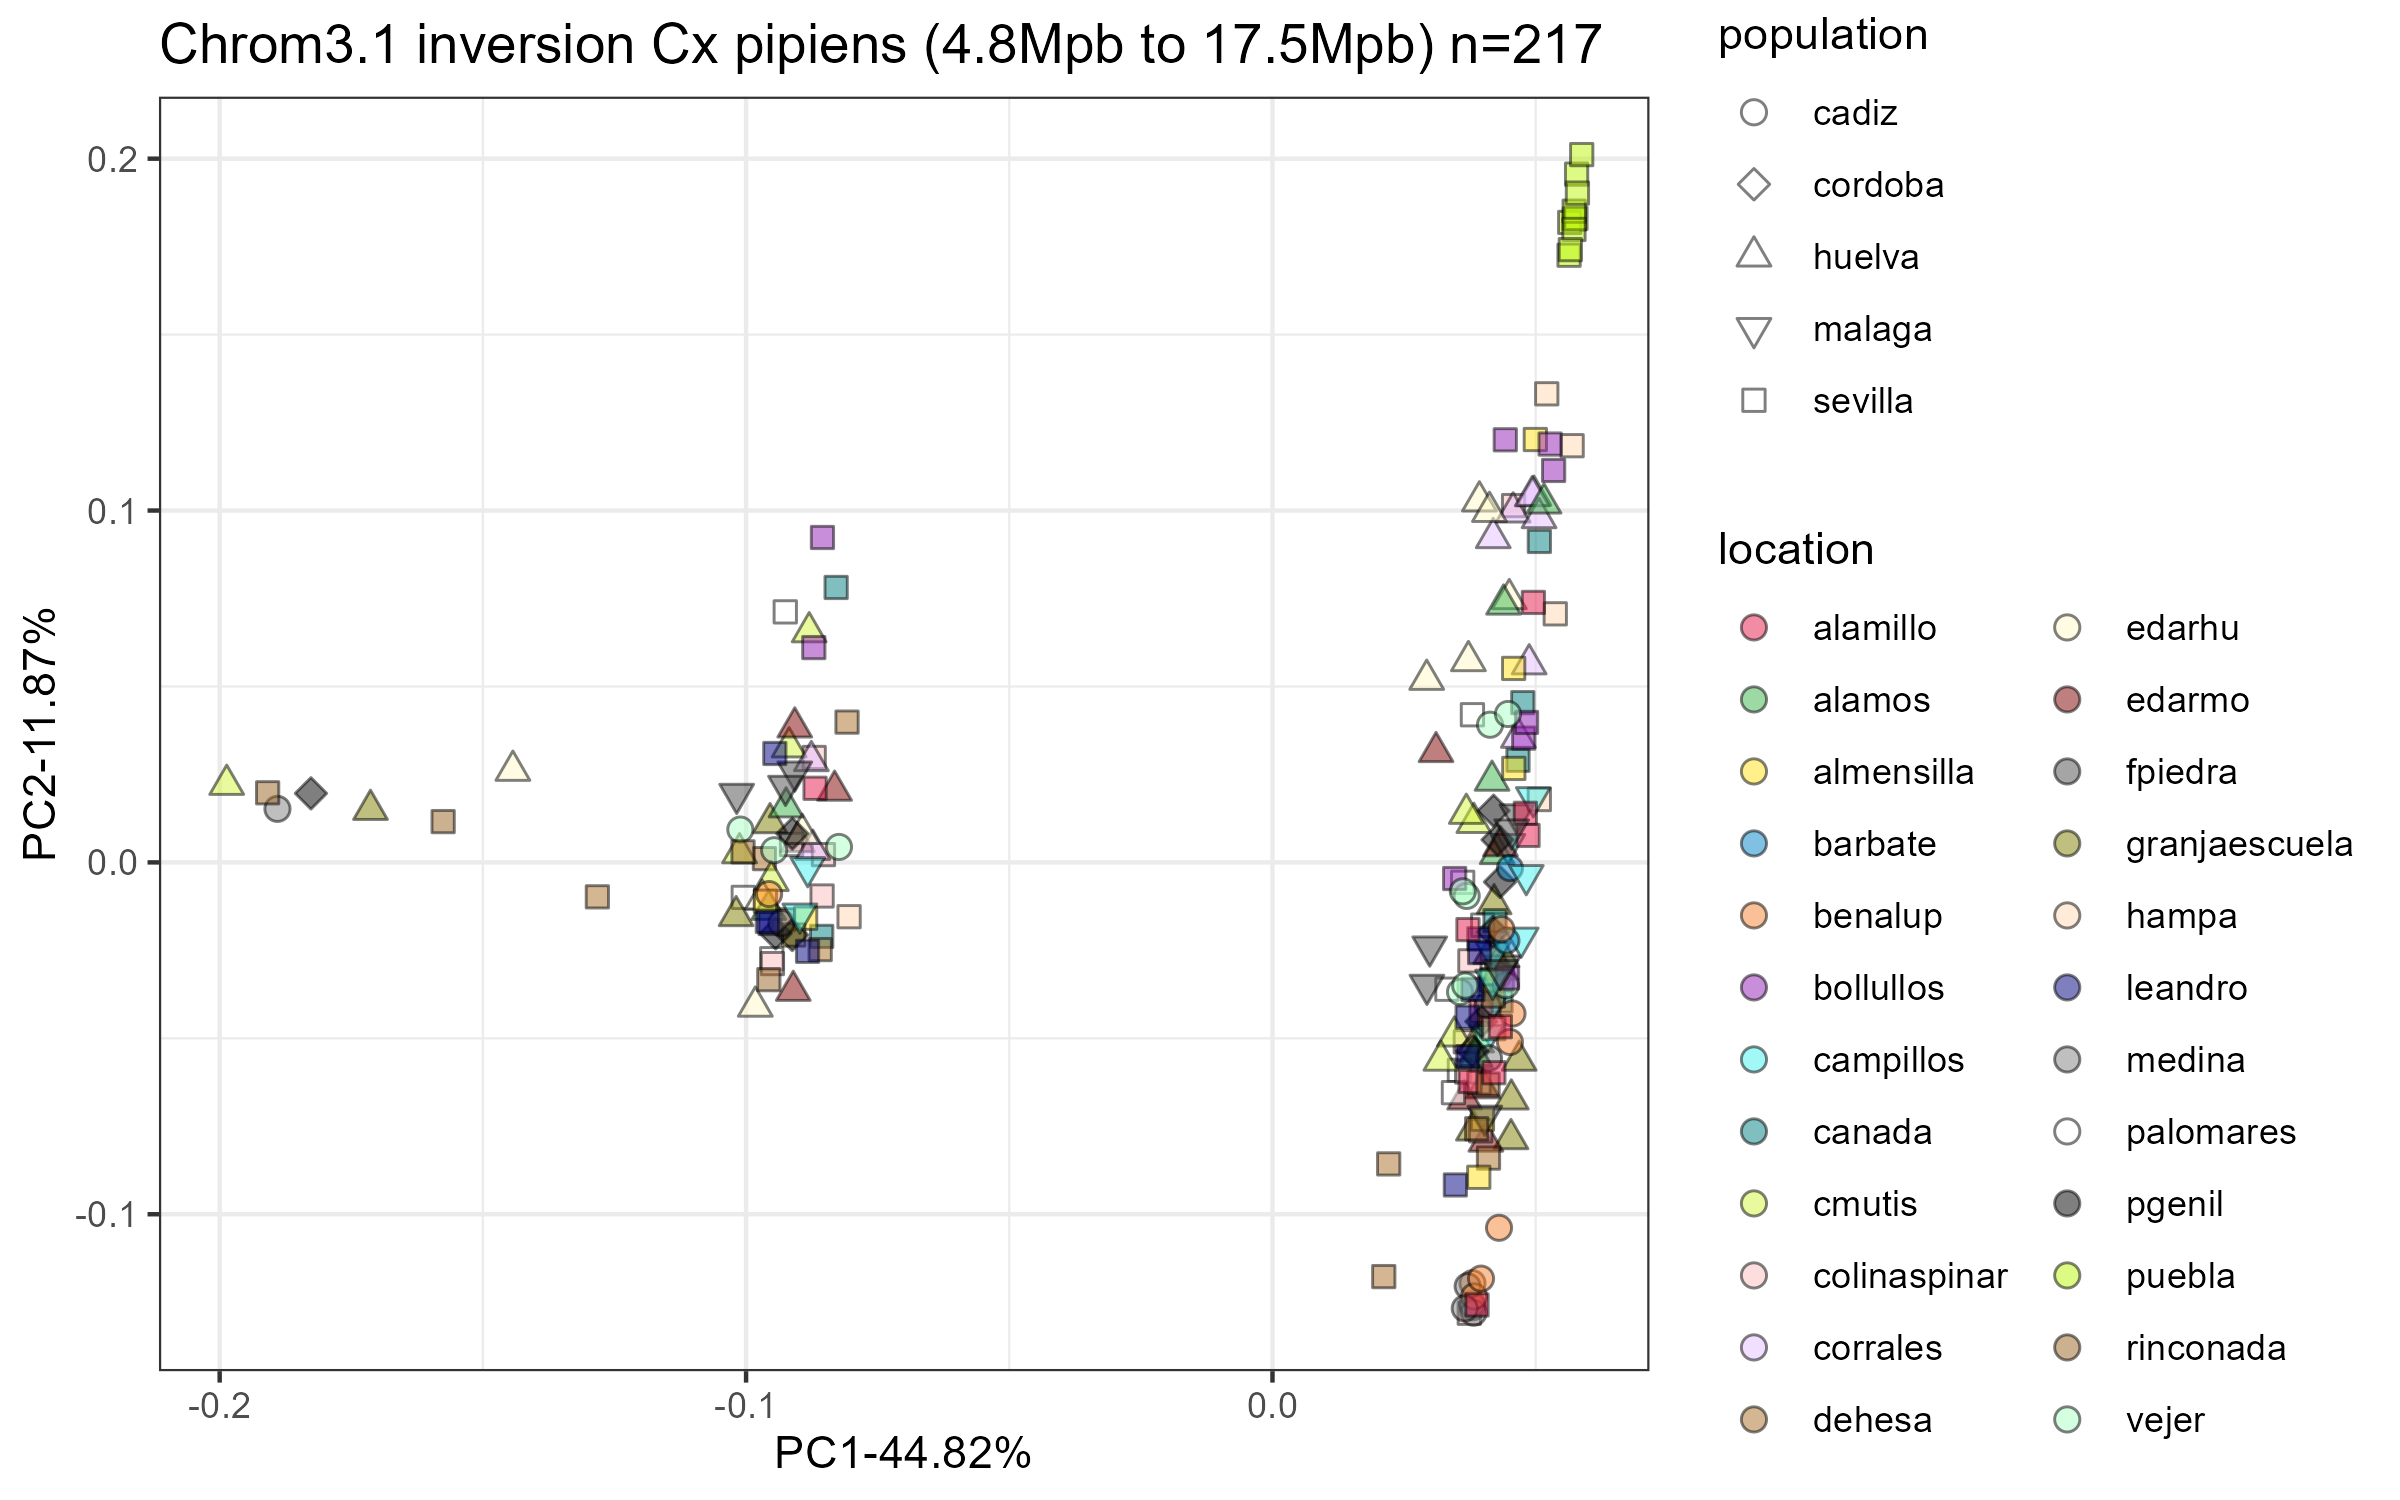 Chrom3.1 inversion Cx pipiens (4.8Mpb to 17.5Mpb) n=217
PC2-11.87%
0.2
0.1
0.0
-0.1
-0.2
-0.1
0.0
PC1-44.82%
population
cadiz
cordoba
huelva
malaga
sevilla
location
alamillo
alamos
almensilla
barbate
benalup
bollullos
campillos
canada
cmutis
colinaspinar
corrales
dehesa
edarhu
edarmo
fpiedra
granjaescuela
hampa
leandro
medina
palomares
pgenil
puebla
rinconada
vejer